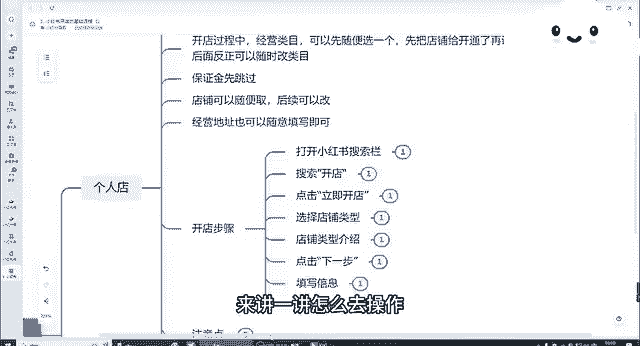 开店过程中，经营类目，可以先随便选一个，先把店铺给开通了再
后面反正可以随时改类目
保证金先跳过
店铺可以随便取，后续可以改
经营地址也可以随意填写即可
个人店
开店步骤
打开小红书搜索栏 1
搜索“开店” 1
点击“立即开店” 1
选择店铺类型 1
店铺类型介绍 1
点击“下一步” 1
填写信息 1
来讲一讲怎么去操作
注意点